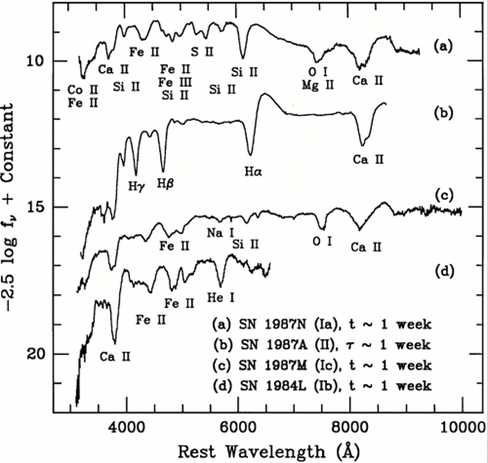 (a)
10
Fe II
S II
Ca II
Si II
Fe II
Fe III
Si II
Si II
Si II
O I
Mg II
Ca II
Co II
Fe II
(b)
Hγ
Hβ
Hα
Ca II
(c)
15
Fe II
Na I
Si II
O I
Ca II
(d)
Fe II
Fe II
He I
Ca II
20
(a) SN 1987N (Ia), t ~ 1 week
(b) SN 1987A (II), τ ~ 1 week
(c) SN 1987M (Ic), t ~ 1 week
(d) SN 1984L (Ib), t ~ 1 week
4000 6000 8000 10000
Rest Wavelength (Å)
-2.5 log fν + Constant